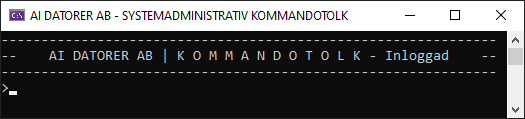 AI DATORER AB - SYSTEMADMINISTRATIV KOMMANDOTOLK
---------------------------------------------------------------
--    AI DATORER AB | K O M M A N D O T O L K - Inloggad    --
---------------------------------------------------------------
>